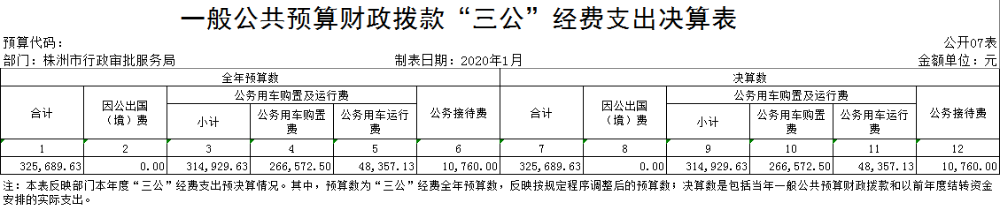 一般公共预算财政拨款“三公”经费支出决算表
预算代码：
公开07表
部门：株洲市行政审批服务局 制表日期：2020年1月 金额单位：元
全年预算数 决算数
合计 因公出国（境）费 公务用车购置及运行费 公务接待费 合计 因公出国（境）费 公务用车购置及运行费 公务接待费
小计 公务用车购置费 公务用车运行费 小计 公务用车购置费 公务用车运行费
1 2 3 4 5 6 7 8 9 10 11 12
325,689.63 0.00 314,929.63 266,572.50 48,357.13 10,760.00 325,689.63 0.00 314,929.63 266,572.50 48,357.13 10,760.00
注：本表反映部门本年度“三公”经费支出预决算情况。其中，预算数为“三公”经费全年预算数，反映按规定程序调整后的预算数；决算数是包括当年一般公共预算财政拨款和以前年度结转资金
安排的实际支出。